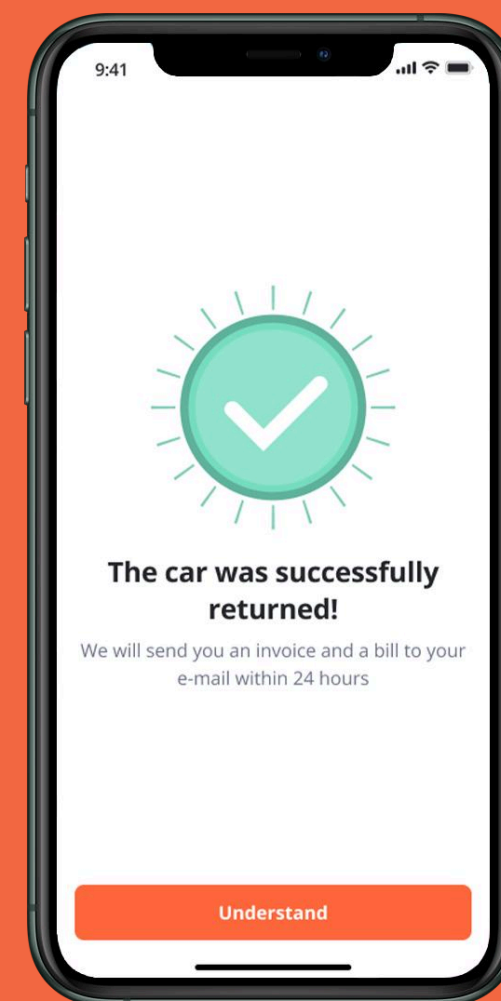 9:41
The car was successfully
returned!
We will send you an invoice and a bill to your
e-mail within 24 hours
Understand